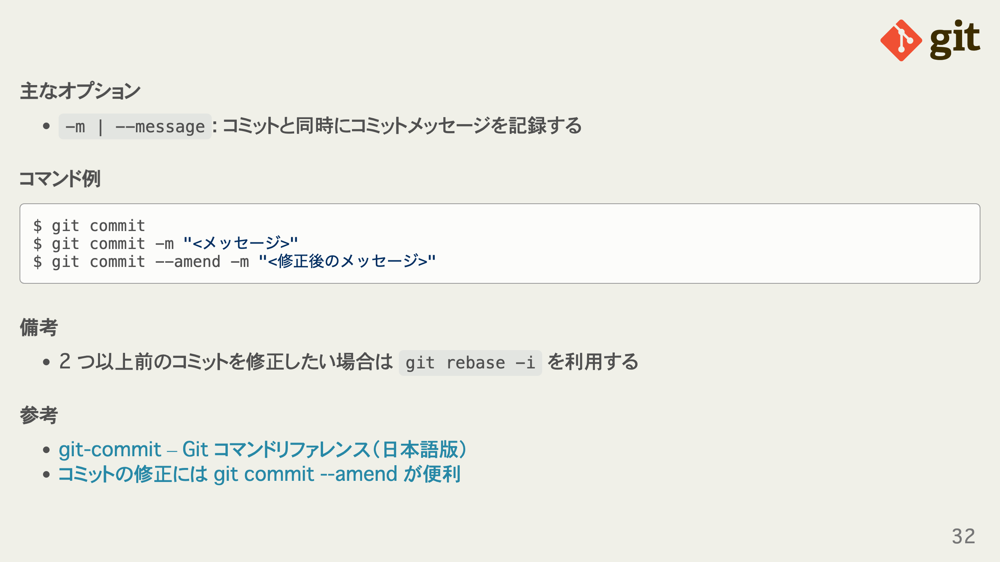 git
主なオプション
• -m | --message: コミットと同時にコミットメッセージを記録する
コマンド例
$ git commit
$ git commit -m "<メッセージ>"
$ git commit --amend -m "<修正後のメッセージ>"
備考
• 2 つ以上前のコミットを修正したい場合は git rebase -i を利用する
参考
• git-commit – Git コマンドリファレンス（日本語版）
• コミットの修正には git commit --amend が便利
32